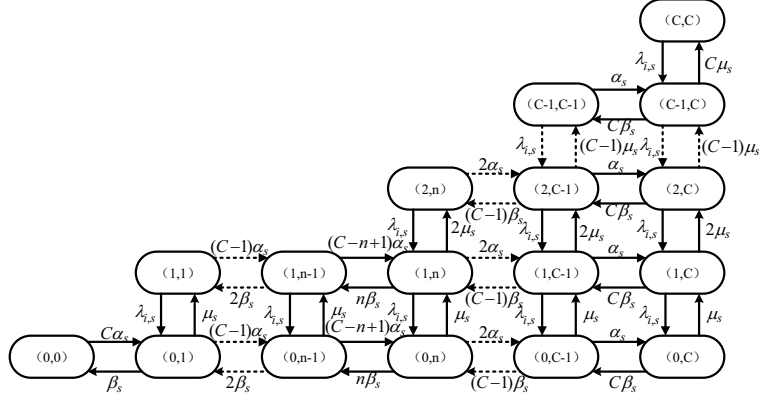 (C,C)
λi,s Cμs
αs
(C-1,C-1) (C-1,C)
Cβs
λi,s (C−1)μs λi,s (C−1)μs
2αs αs
(2,n) (2,C-1) (2,C)
(C−1)βs Cβs
λi,s 2μs λi,s 2μs λi,s 2μs
(C−1)αs (C−n+1)αs 2αs αs
(1,1) (1,n-1) (1,n) (1,C-1) (1,C)
2βs nβs (C−1)βs Cβs
λi,s μs λi,s μs λi,s μs λi,s μs λi,s μs
Cαs (C−1)αs (C−n+1)αs 2αs αs
(0,0) (0,1) (0,n-1) (0,n) (0,C-1) (0,C)
βs 2βs nβs (C−1)βs Cβs